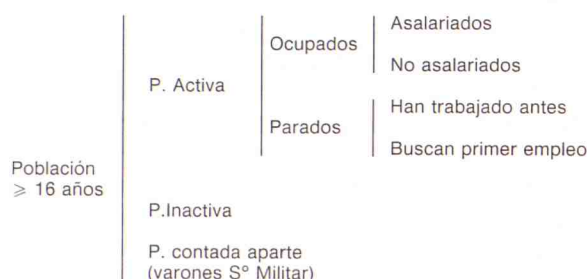 Asalariados
Ocupados
No asalariados
P. Activa
Han trabajado antes
Parados
Buscan primer empleo
Población
⩾ 16 años
P.Inactiva
P. contada aparte
(varones Sº Militar)